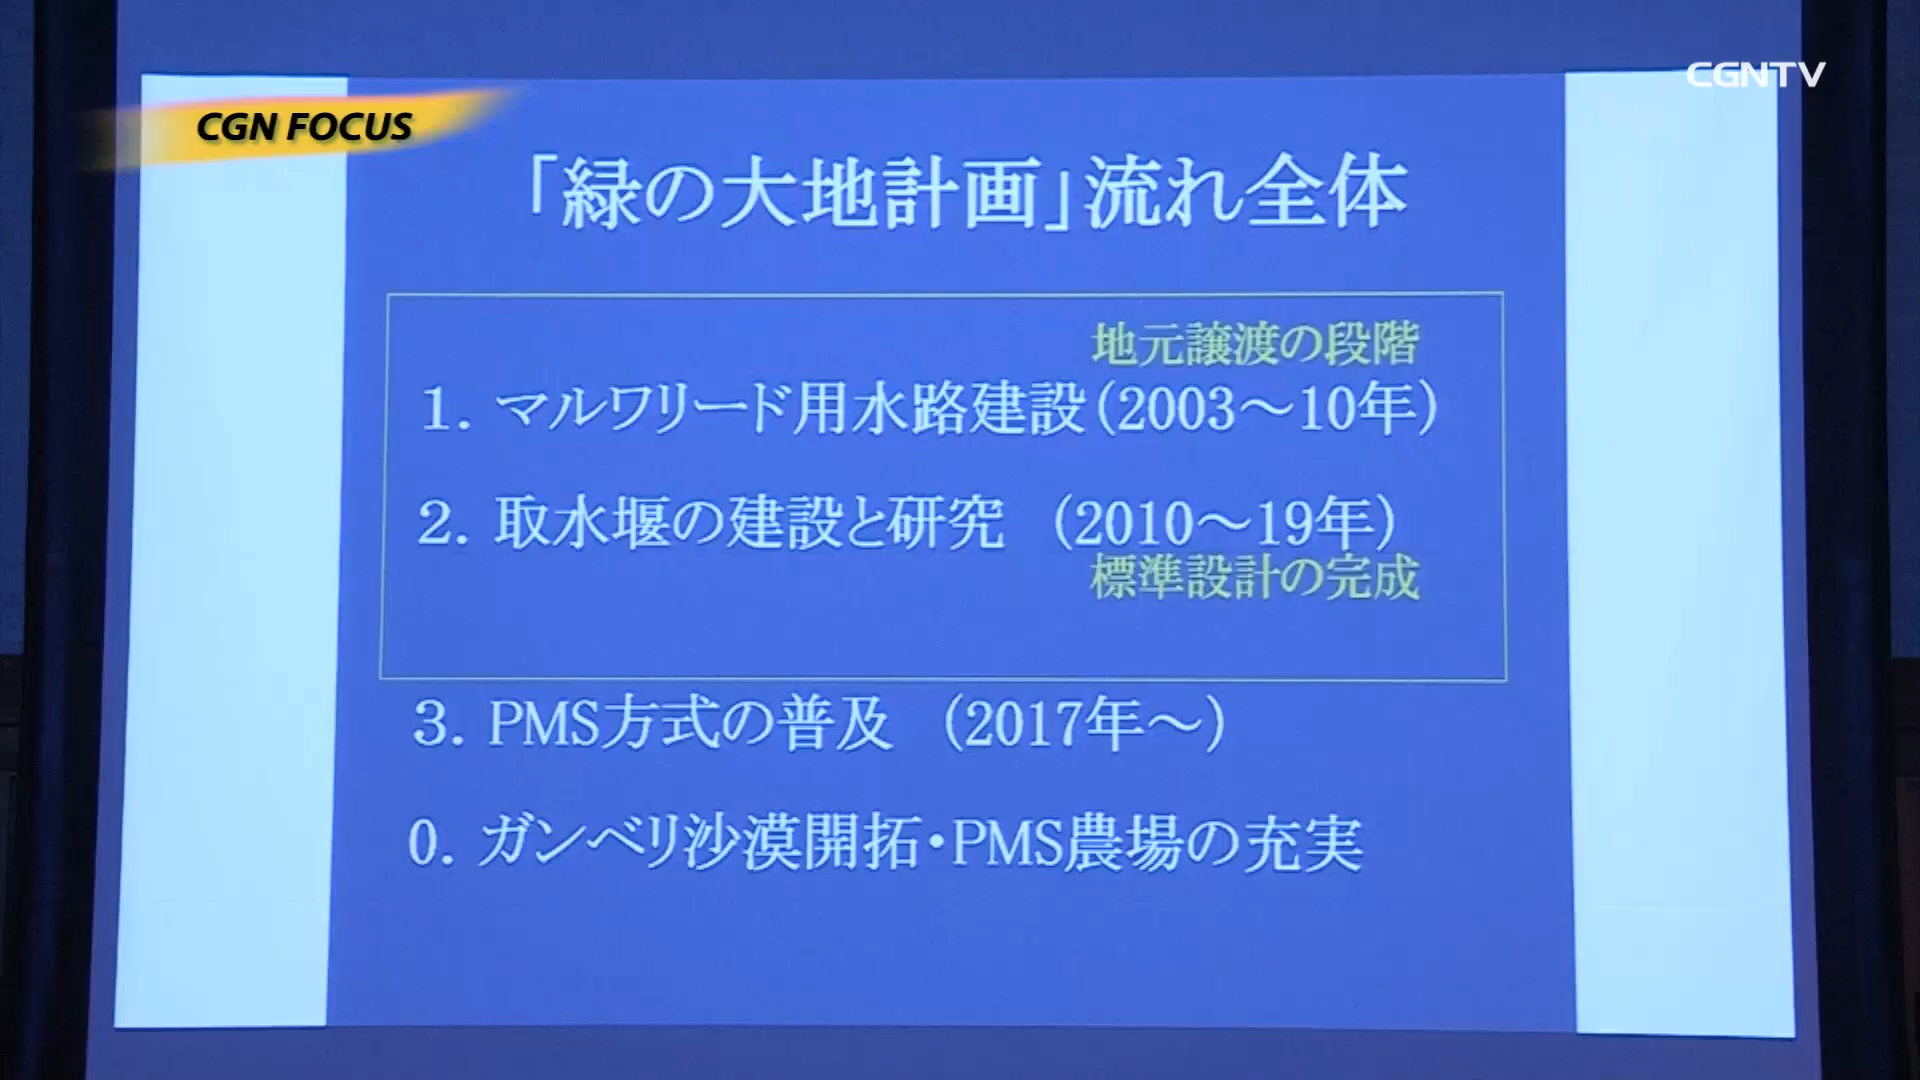 CGNTV
CGN FOCUS
「緑の大地計画」流れ全体
地元譲渡の段階
1. マルワリード用水路建設（2003～10年）
2. 取水堰の建設と研究　（2010～19年）
標準設計の完成
3. PMS方式の普及　（2017年～）
0. ガンベリ沙漠開拓・PMS農場の充実